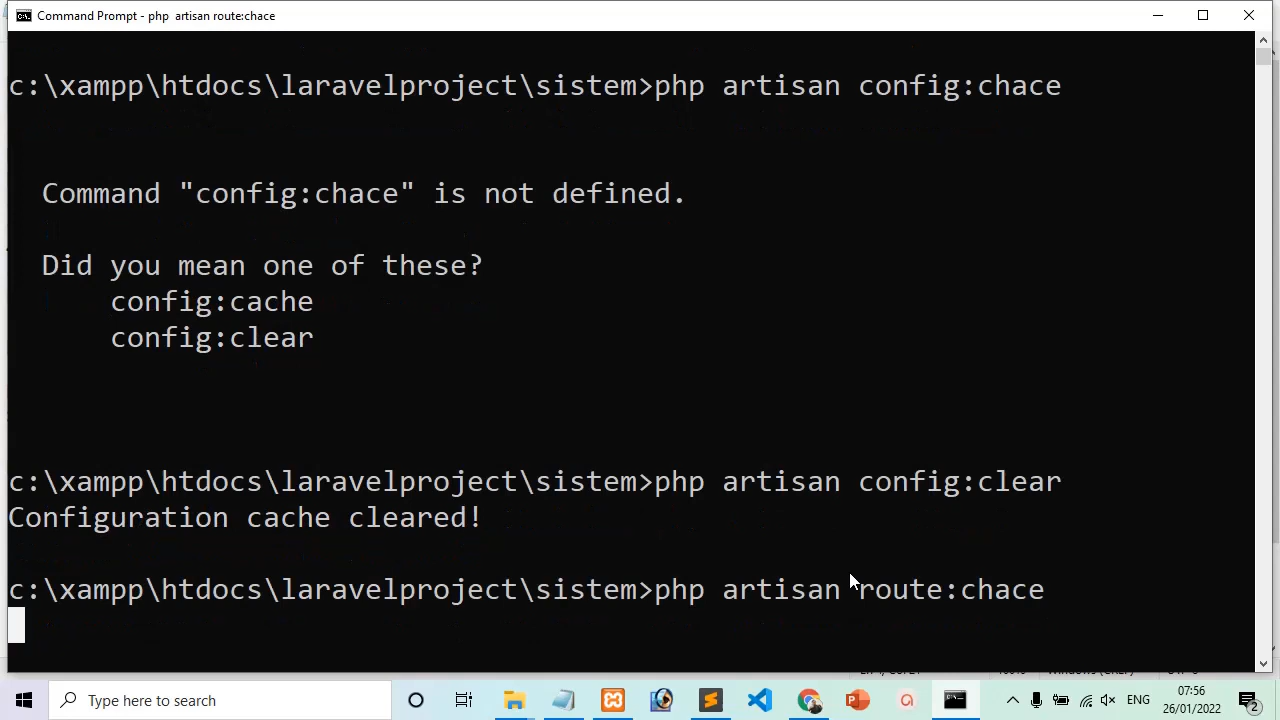 Command Prompt - php  artisan route:chace
c:\xampp\htdocs\laravelproject\sistem>php artisan config:chace
Command "config:chace" is not defined.
Did you mean one of these?
config:cache
config:clear
c:\xampp\htdocs\laravelproject\sistem>php artisan config:clear
Configuration cache cleared!
c:\xampp\htdocs\laravelproject\sistem>php artisan route:chace
Type here to search
ENG
07:56
26/01/2022
2